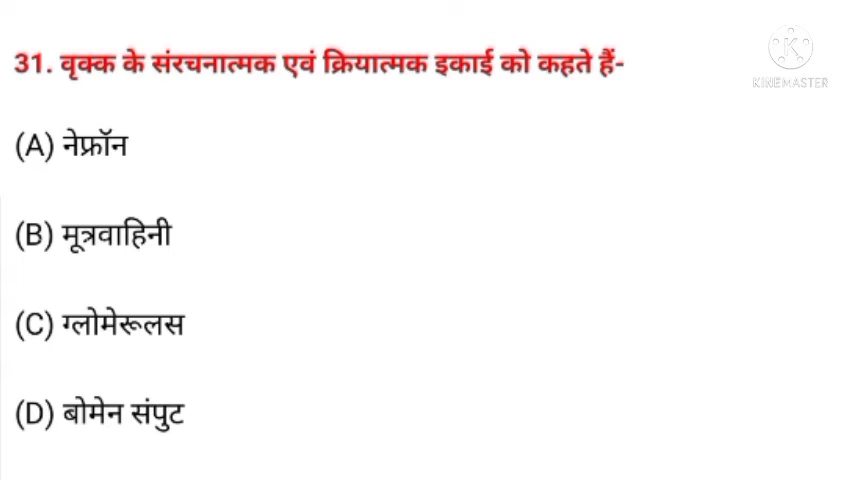 31. वृक्क के संरचनात्मक एवं क्रियात्मक इकाई को कहते हैं-
KINEMASTER
(A) नेफ्रॉन
(B) मूत्रवाहिनी
(C) ग्लोमेरूलस
(D) बोमेन संपुट